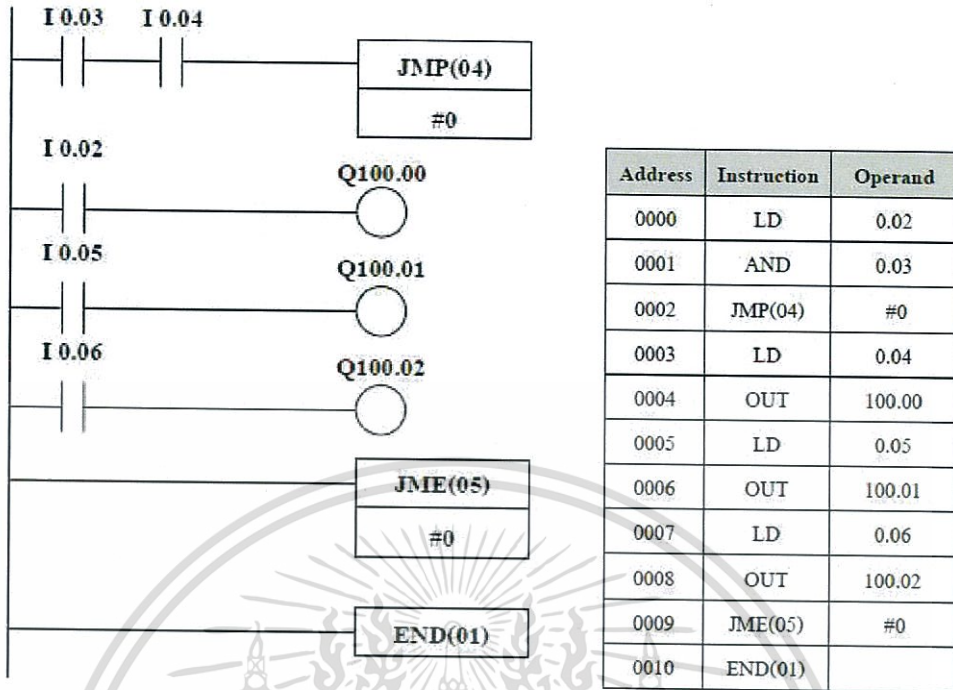 I 0.03 I 0.04
JMP(04)
#0
I 0.02
Q100.00
I 0.05
Q100.01
I 0.06
Q100.02
JME(05)
#0
END(01)
Address Instruction Operand
0000 LD 0.02
0001 AND 0.03
0002 JMP(04) #0
0003 LD 0.04
0004 OUT 100.00
0005 LD 0.05
0006 OUT 100.01
0007 LD 0.06
0008 OUT 100.02
0009 JME(05) #0
0010 END(01)